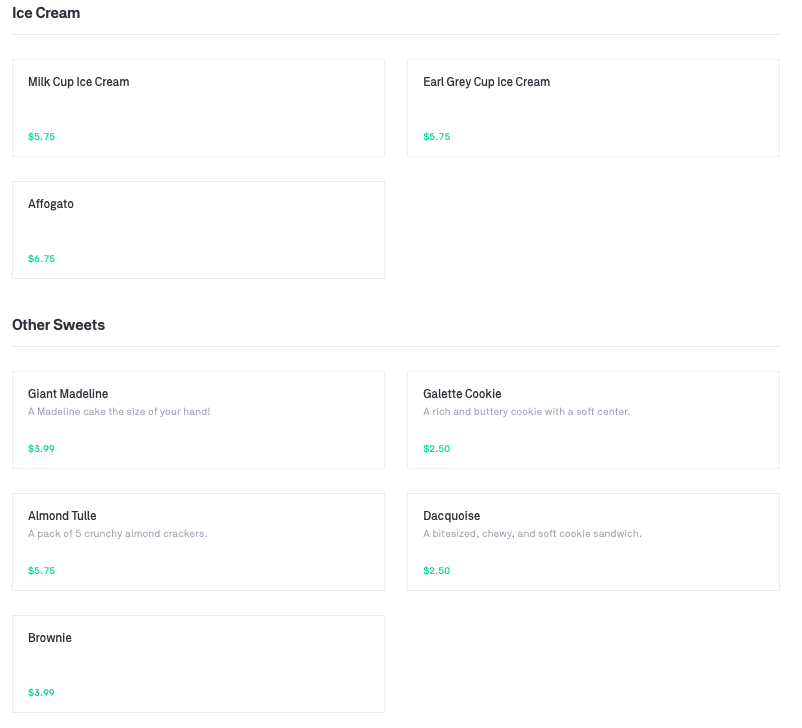 Ice Cream
Milk Cup Ice Cream
$5.75
Earl Grey Cup Ice Cream
$5.75
Affogato
$6.75
Other Sweets
Giant Madeline
A Madeline cake the size of your hand!
$3.99
Galette Cookie
A rich and buttery cookie with a soft center.
$2.50
Almond Tulle
A pack of 5 crunchy almond crackers.
$5.75
Dacquoise
A bitesized, chewy, and soft cookie sandwich.
$2.50
Brownie
$3.99